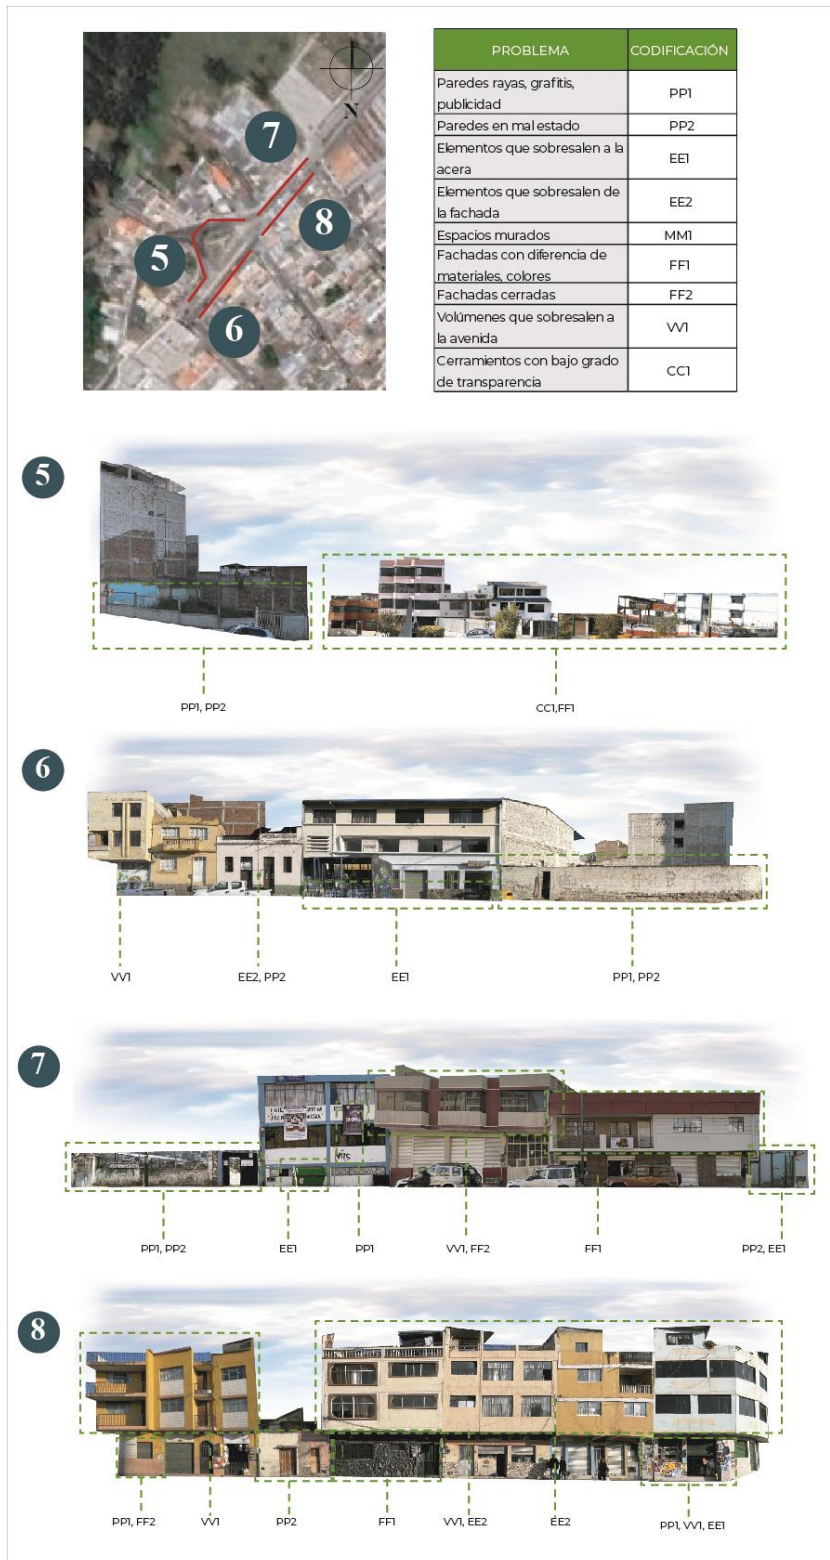 N
7
8
5
6
PROBLEMA CODIFICACIÓN
Paredes rayas, grafitis,
publicidad
PP1
Paredes en mal estado PP2
Elementos que sobresalen a la
acera
EE1
Elementos que sobresalen de
la fachada
EE2
Espacios murados MM1
Fachadas con diferencia de
materiales, colores
FF1
Fachadas cerradas FF2
Volúmenes que sobresalen a
la avenida
VV1
Cerramientos con bajo grado
de transparencia
CC1
5
PP1, PP2 CC1,FF1
6
VV1 EE2, PP2 EE1 PP1, PP2
7
PP1, PP2 EE1 PP1 VV1, FF2 FF1 PP2, EE1
8
PP1, FF2 VV1 PP2 FF1 VV1, EE2 EE2 PP1, VV1, EE1